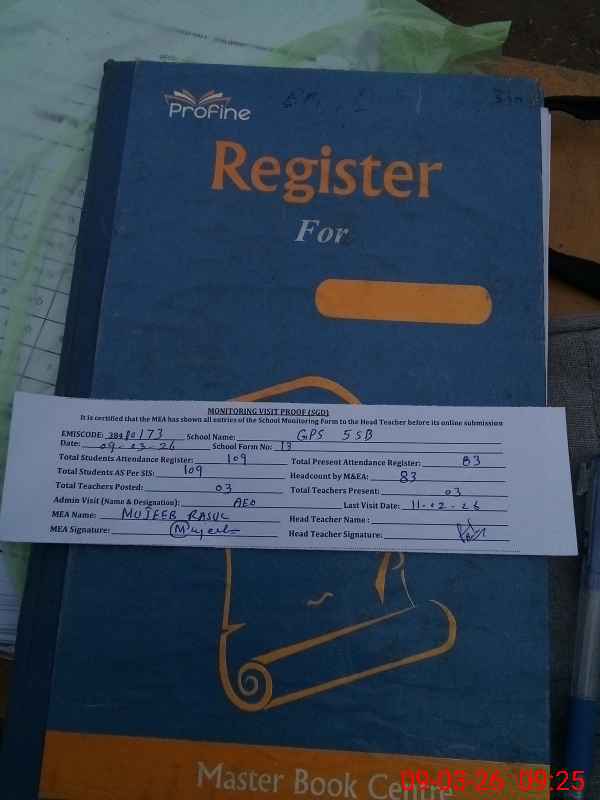 Profine
Register
For
MONITORING VISIT PROOF (SGD)
It is certified that the MEA has shown all entries of the School Monitoring Form to the Head Teacher before its online submission
EMISCODE: 38410173 School Name: GPS 5SB
Date: 09-03-26 School Form No: 13
Total Students Attendance Register: 109 Total Present Attendance Register: 83
Total Students AS Per SIS: 109 Headcount by M&EA: 83
Total Teachers Posted: 03 Total Teachers Present: 03
Admin Visit (Name & Designation): AEO Last Visit Date: 11-02-26
MEA Name: MUJEEB RASUL Head Teacher Name:
MEA Signature: Mujeeb Head Teacher Signature:
Master Book Centre
09-03-26 09:25